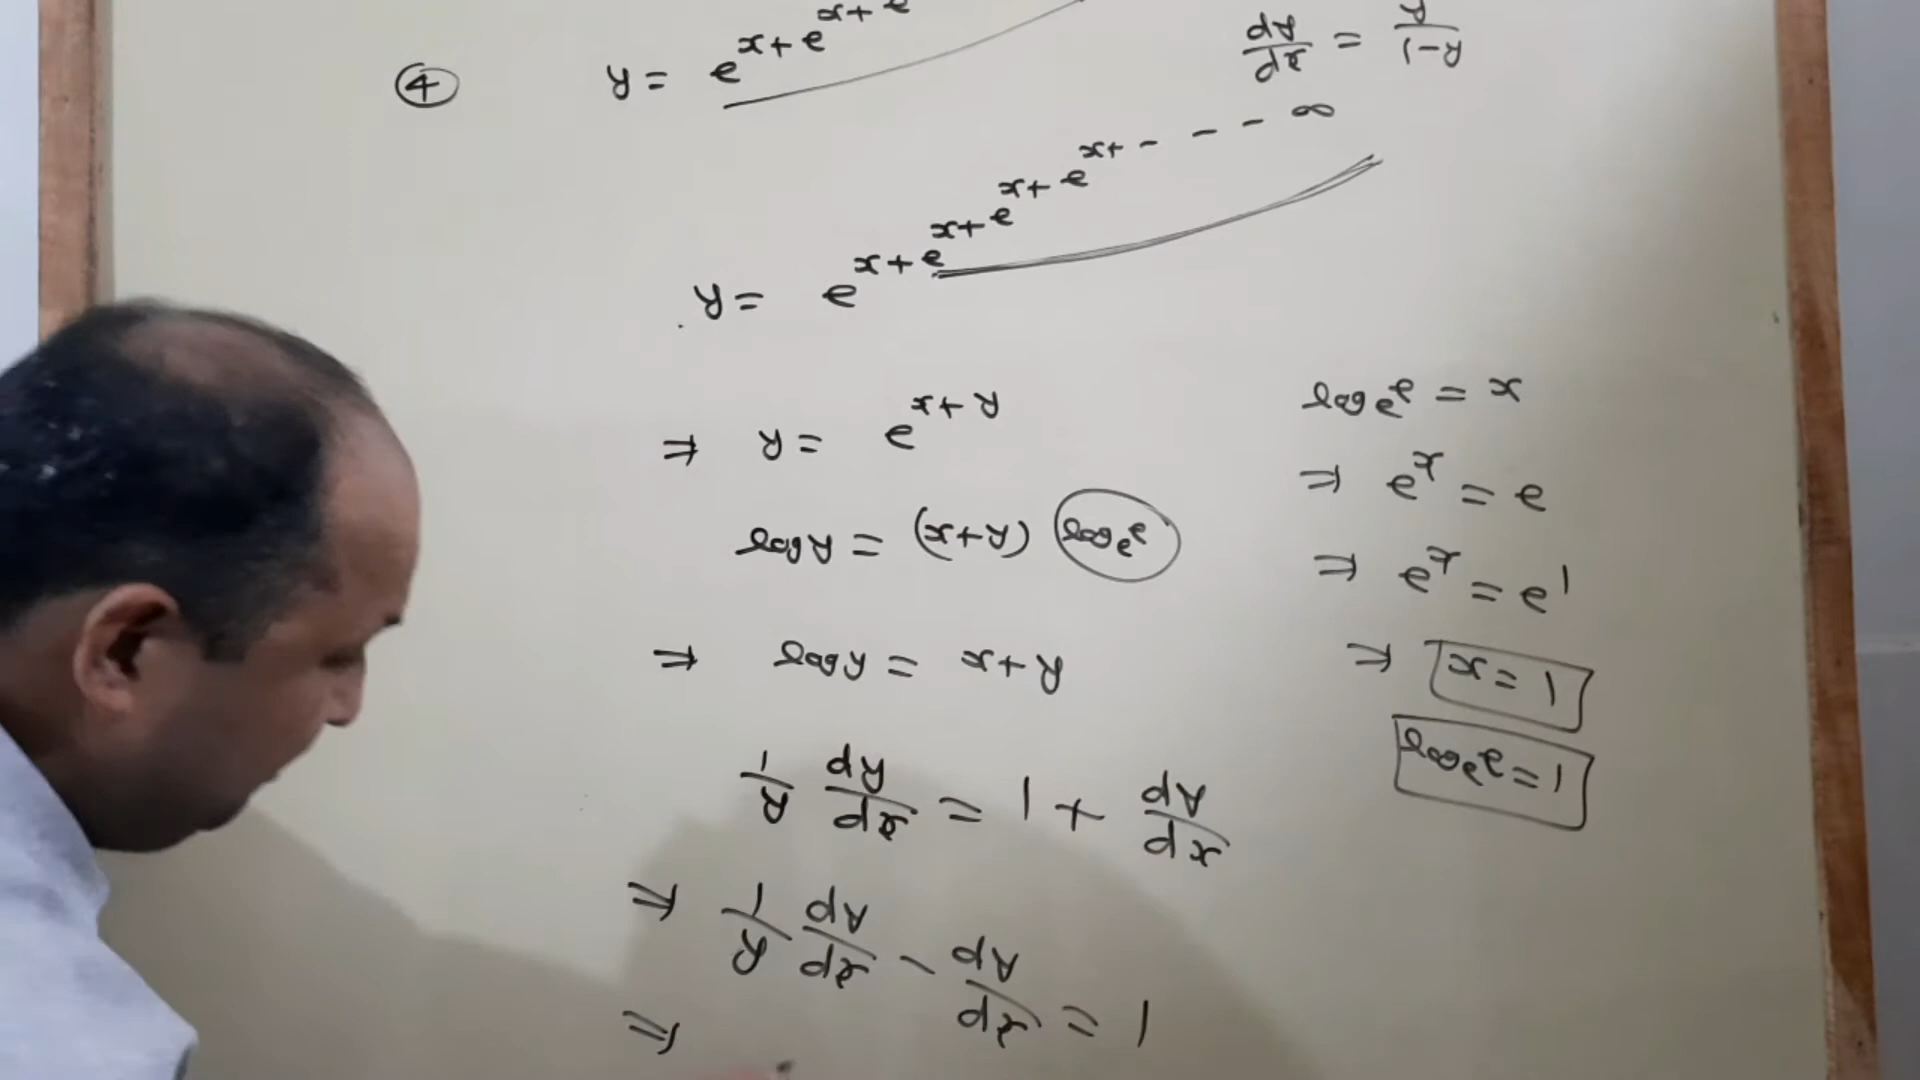 ④ y = e^{x+e^{x+e
dy/dx = y/(1-y)
y = e^{x+e^{x+e^{x+e^{x+e^{x+ - - - - ∞
⇒ y = e^{x+y}
log y = (x+y) log_e e
⇒ log y = x+y
1/y dy/dx = 1 + dy/dx
⇒ 1/y dy/dx - dy/dx = 1
⇒
log_e e = x
⇒ e^x = e
⇒ e^x = e^1
⇒ x = 1
log_e e = 1